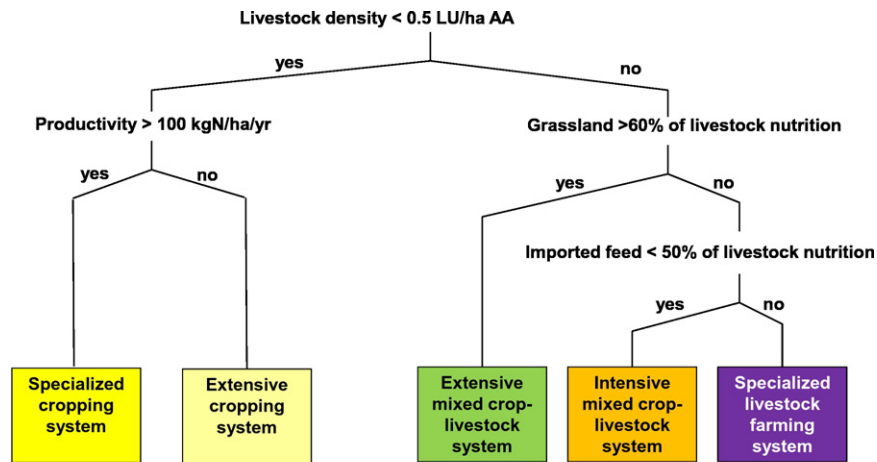 Livestock density < 0.5 LU/ha AA
yes
no
Productivity > 100 kgN/ha/yr
Grassland >60% of livestock nutrition
yes
no
yes
no
Imported feed < 50% of livestock nutrition
yes
no
Specialized
cropping
system
Extensive
cropping
system
Extensive
mixed crop-
livestock
system
Intensive
mixed crop-
livestock
system
Specialized
livestock
farming
system